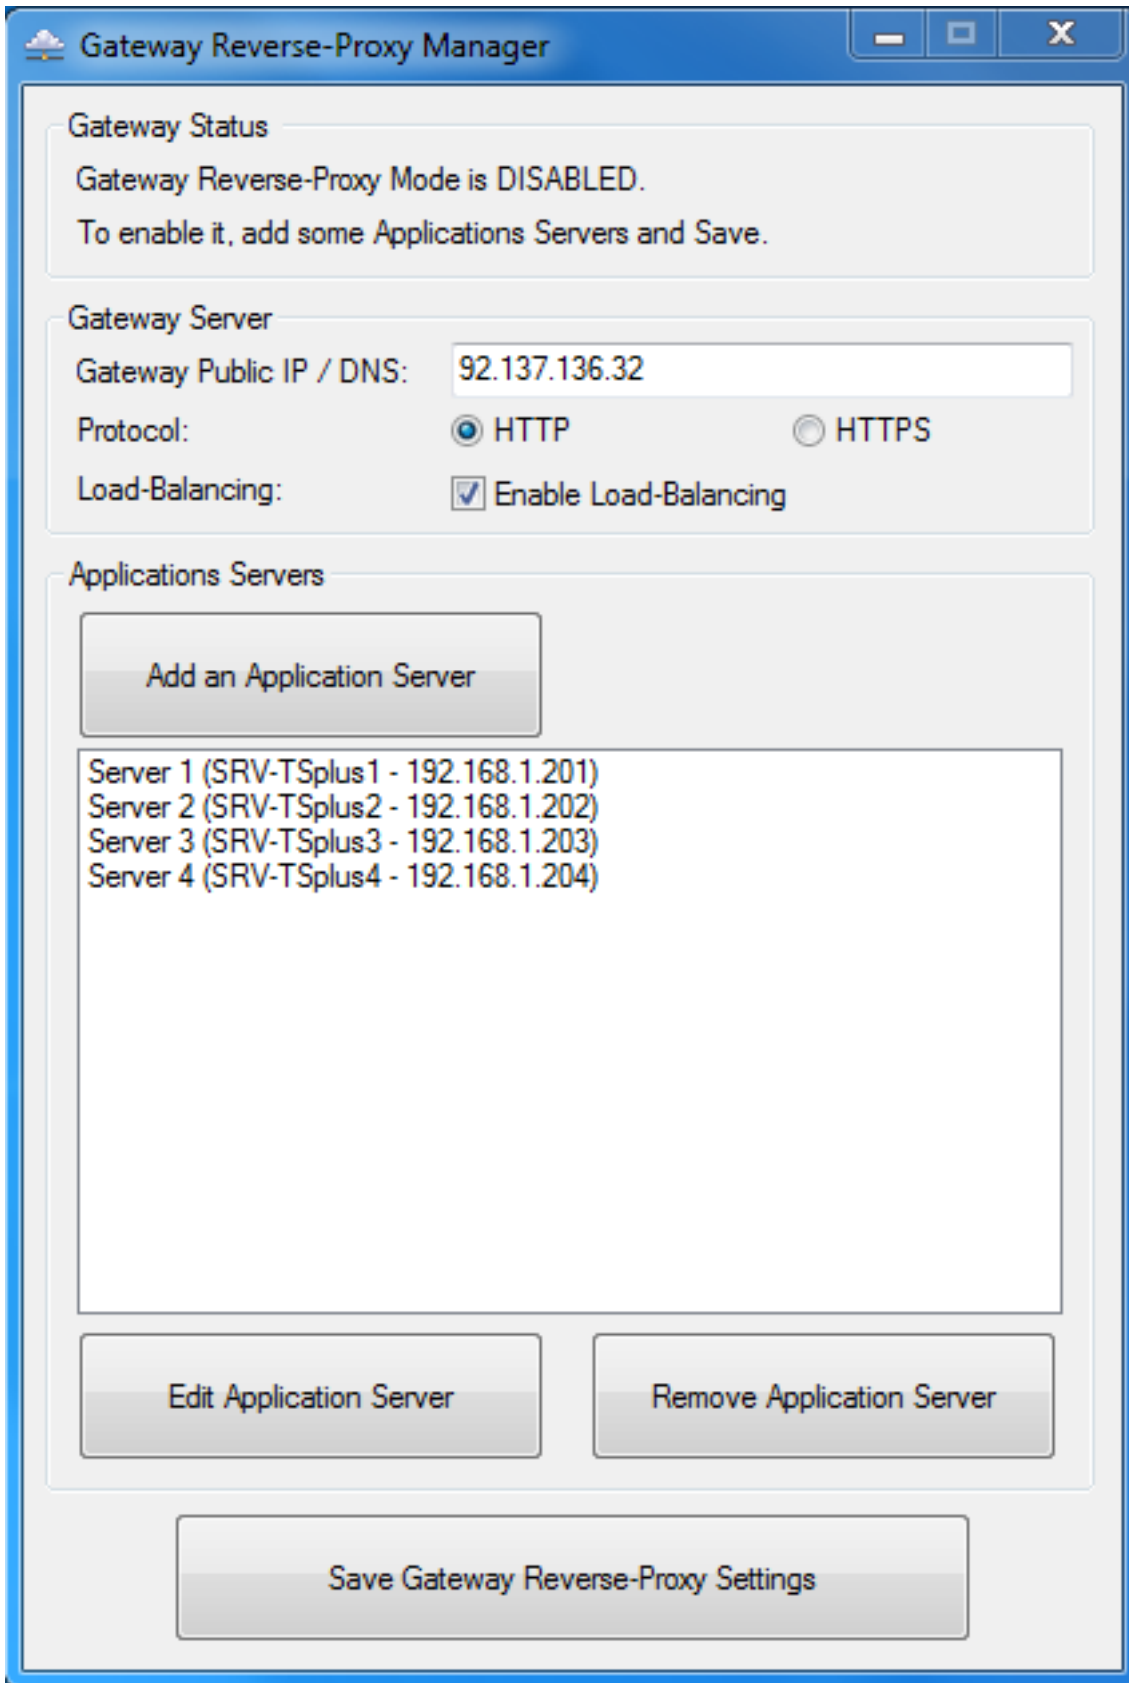 Gateway Reverse-Proxy Manager
Gateway Status
Gateway Reverse-Proxy Mode is DISABLED.
To enable it, add some Applications Servers and Save.
Gateway Server
Gateway Public IP / DNS: 92.137.136.32
Protocol: HTTP HTTPS
Load-Balancing: Enable Load-Balancing
Applications Servers
Add an Application Server
Server 1 (SRV-TSplus1 - 192.168.1.201)
Server 2 (SRV-TSplus2 - 192.168.1.202)
Server 3 (SRV-TSplus3 - 192.168.1.203)
Server 4 (SRV-TSplus4 - 192.168.1.204)
Edit Application Server Remove Application Server
Save Gateway Reverse-Proxy Settings